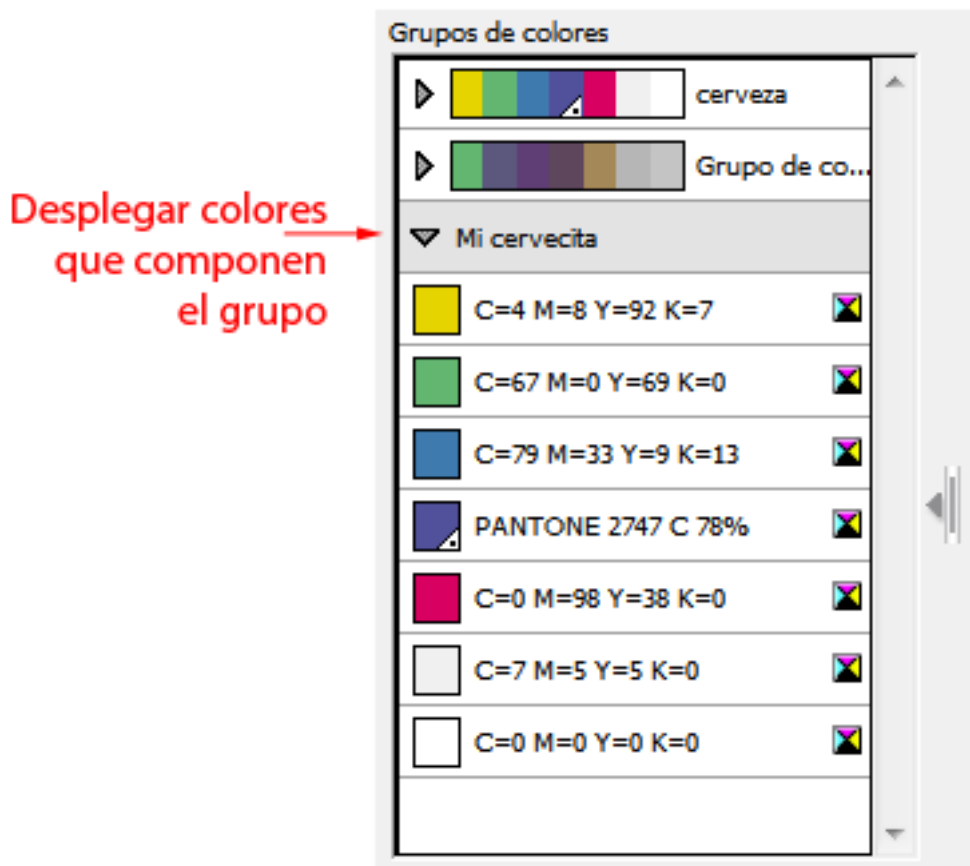 Grupos de colores
cerveza
Grupo de co...
Desplegar colores
que componen
el grupo
Mi cervecita
C=4 M=8 Y=92 K=7
C=67 M=0 Y=69 K=0
C=79 M=33 Y=9 K=13
PANTONE 2747 C 78%
C=0 M=98 Y=38 K=0
C=7 M=5 Y=5 K=0
C=0 M=0 Y=0 K=0